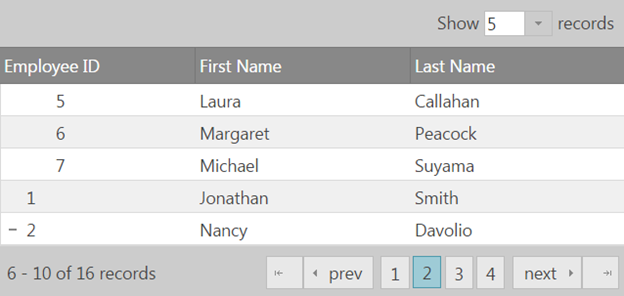 Show 5 records
Employee ID First Name Last Name
5 Laura Callahan
6 Margaret Peacock
7 Michael Suyama
1 Jonathan Smith
− 2 Nancy Davolio
6 - 10 of 16 records prev 1 2 3 4 next